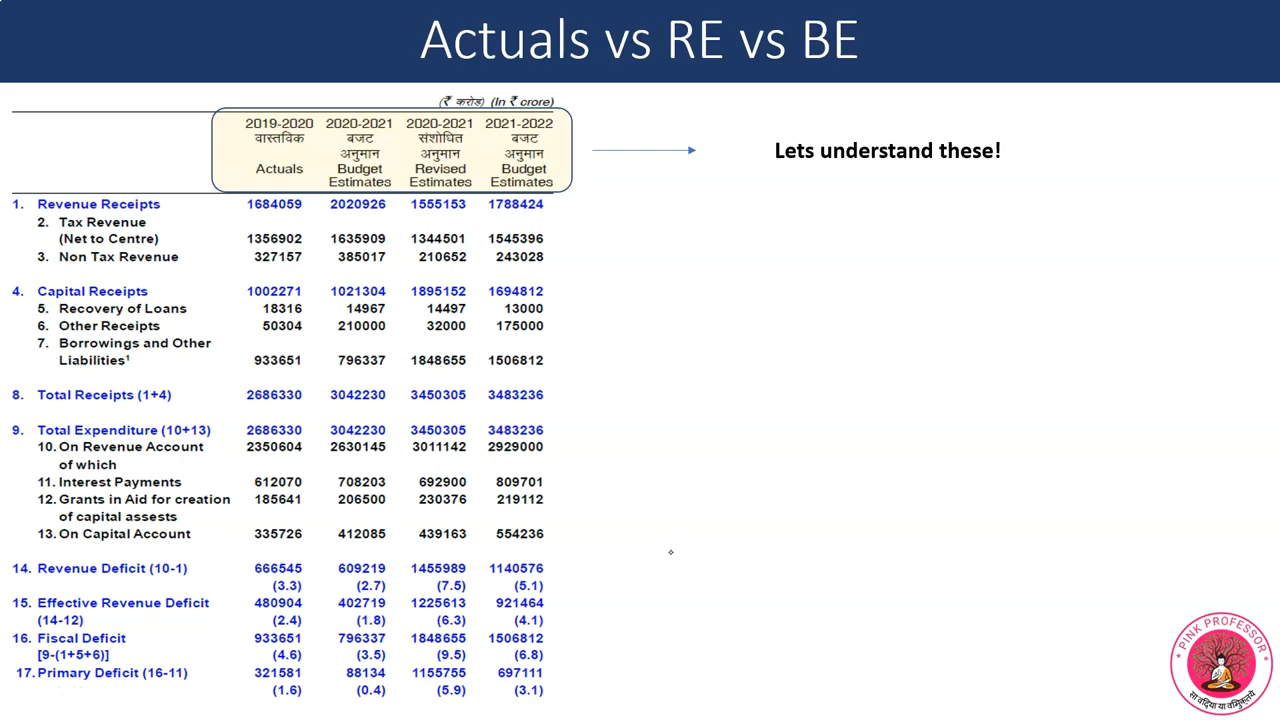 Actuals vs RE vs BE
(₹ करोड़) (In ₹ crore)
2019-2020 2020-2021 2020-2021 2021-2022
वास्तविक बजट संशोधित बजट
अनुमान अनुमान अनुमान
Actuals Budget Revised Budget
Estimates Estimates Estimates
Lets understand these!
1. Revenue Receipts 1684059 2020926 1555153 1788424
2. Tax Revenue
(Net to Centre) 1356902 1635909 1344501 1545396
3. Non Tax Revenue 327157 385017 210652 243028
4. Capital Receipts 1002271 1021304 1895152 1694812
5. Recovery of Loans 18316 14967 14497 13000
6. Other Receipts 50304 210000 32000 175000
7. Borrowings and Other
Liabilities¹ 933651 796337 1848655 1506812
8. Total Receipts (1+4) 2686330 3042230 3450305 3483236
9. Total Expenditure (10+13) 2686330 3042230 3450305 3483236
10. On Revenue Account 2350604 2630145 3011142 2929000
of which
11. Interest Payments 612070 708203 692900 809701
12. Grants in Aid for creation 185641 206500 230376 219112
of capital assests
13. On Capital Account 335726 412085 439163 554236
14. Revenue Deficit (10-1) 666545 609219 1455989 1140576
(3.3) (2.7) (7.5) (5.1)
15. Effective Revenue Deficit 480904 402719 1225613 921464
(14-12) (2.4) (1.8) (6.3) (4.1)
16. Fiscal Deficit 933651 796337 1848655 1506812
[9-(1+5+6)] (4.6) (3.5) (9.5) (6.8)
17. Primary Deficit (16-11) 321581 88134 1155755 697111
(1.6) (0.4) (5.9) (3.1)
* PINK PROFESSOR *
सा विद्या या विमुक्तये